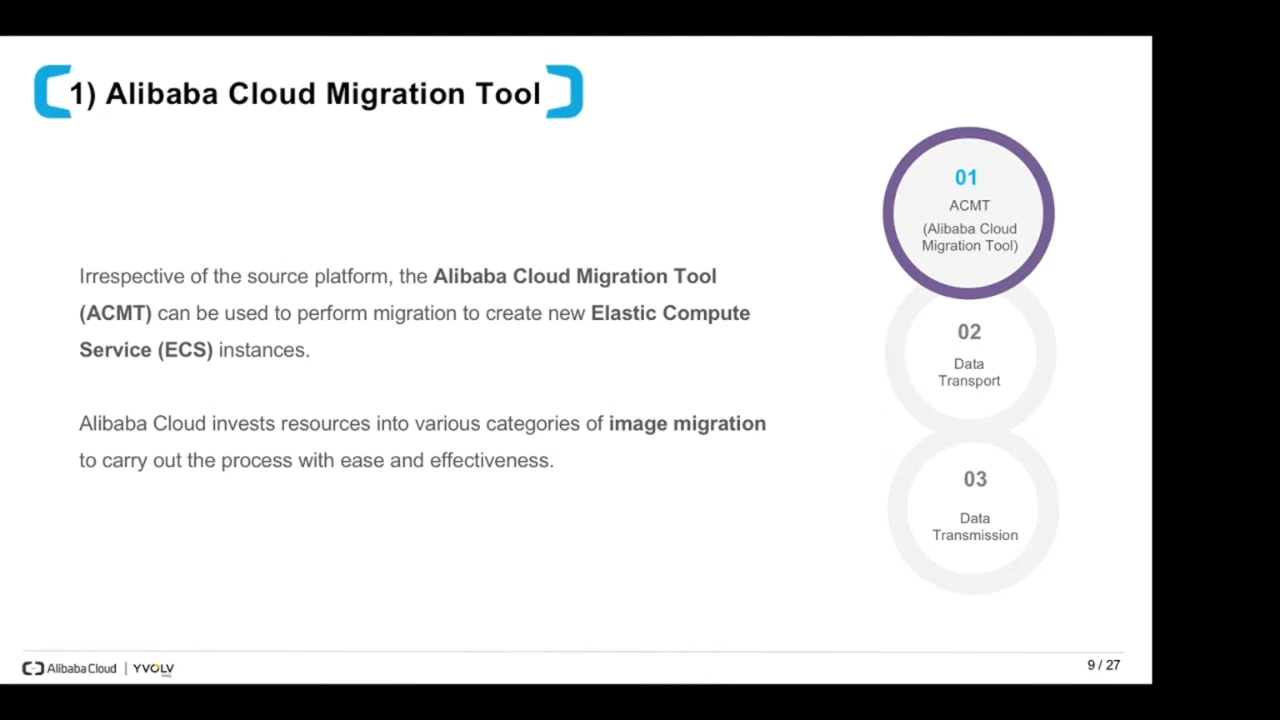 1) Alibaba Cloud Migration Tool
Irrespective of the source platform, the Alibaba Cloud Migration Tool
(ACMT) can be used to perform migration to create new Elastic Compute
Service (ECS) instances.
Alibaba Cloud invests resources into various categories of image migration
to carry out the process with ease and effectiveness.
01
ACMT
(Alibaba Cloud
Migration Tool)
02
Data
Transport
03
Data
Transmission
Alibaba Cloud | YVOLV
9 / 27